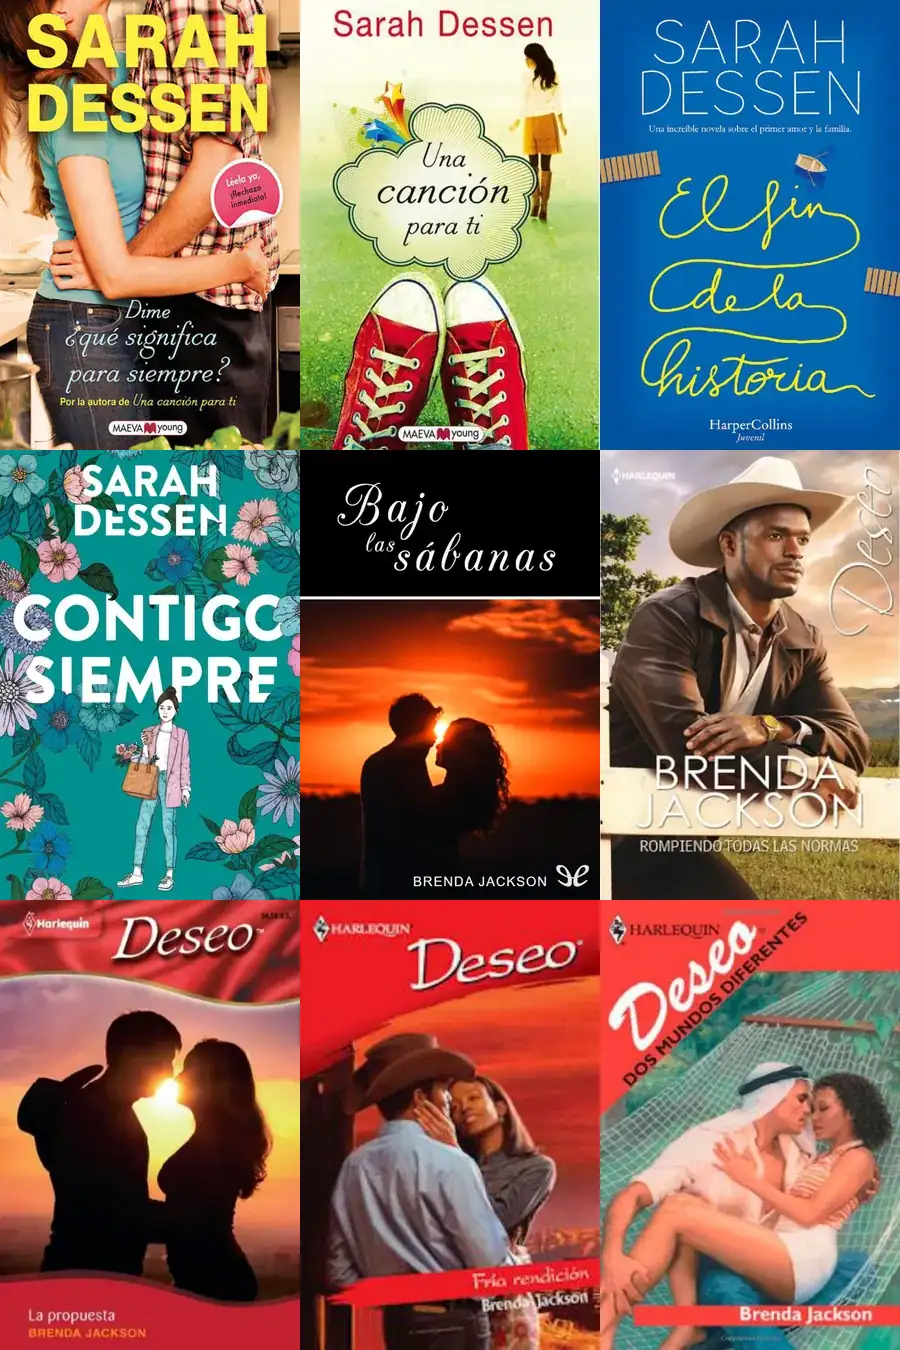 SARAH
DESSEN
Léela ya,
¡flechazo
inmediato!
Dime
¿qué significa
para siempre?
Por la autora de Una canción para ti
MAEVA young
Sarah Dessen
Una
canción
para ti
MAEVA young
SARAH
DESSEN
Una increíble novela sobre el primer amor y la familia.
El fin
de la
historia
HarperCollins
Juvenil
SARAH
DESSEN
CONTIGO
SIEMPRE
Bajo
las sábanas
BRENDA JACKSON
HARLEQUIN
Deseo
BRENDA
JACKSON
ROMPIENDO TODAS LAS NORMAS
Harlequin
Deseo™
La propuesta
BRENDA JACKSON
HARLEQUIN
Deseo
Fría rendición
Brenda Jackson
HARLEQUIN
Deseo
DOS MUNDOS DIFERENTES
Brenda Jackson